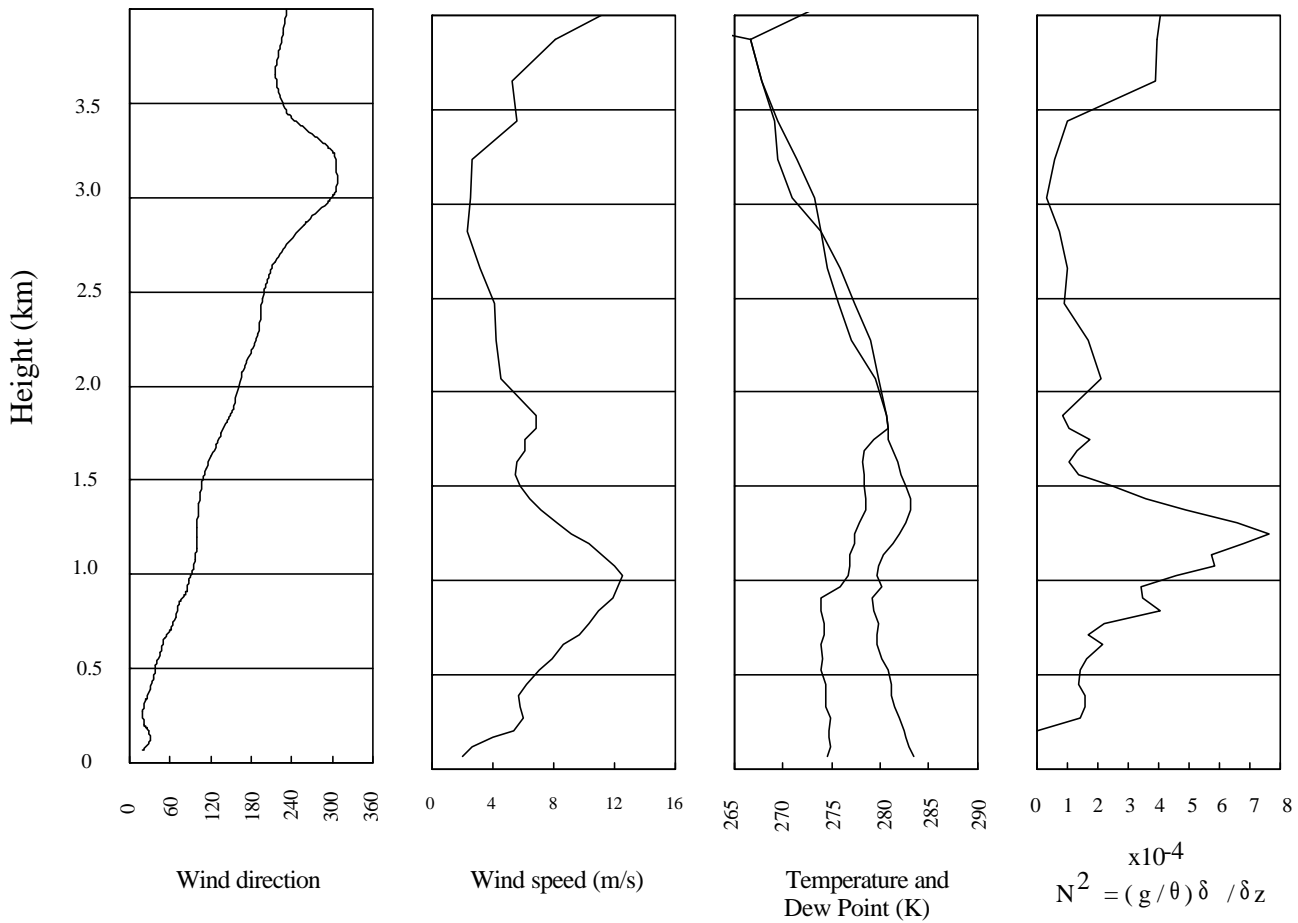 Height (km)
3.5
3.0
2.5
2.0
1.5
1.0
0.5
0
0 60 120 180 240 300 360
0 4 8 12 16
265 270 275 280 285 290
0 1 2 3 4 5 6 7 8
x10-4
Wind direction
Wind speed (m/s)
Temperature and
Dew Point (K)
N2 = ( g / θ ) δ / δ z